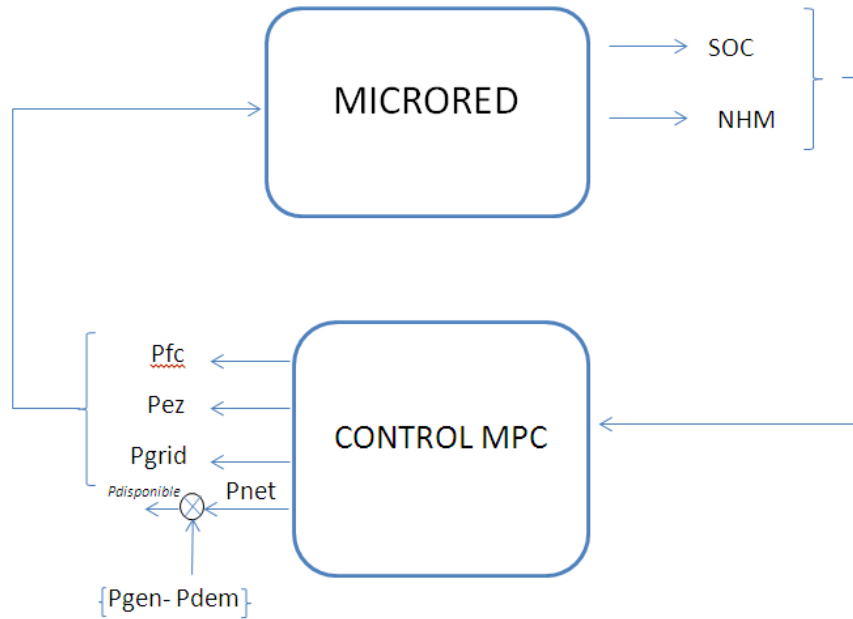 MICRORED
SOC
NHM
Pfc
Pez
Pgrid
Pdisponible
Pnet
CONTROL MPC
{Pgen- Pdem}